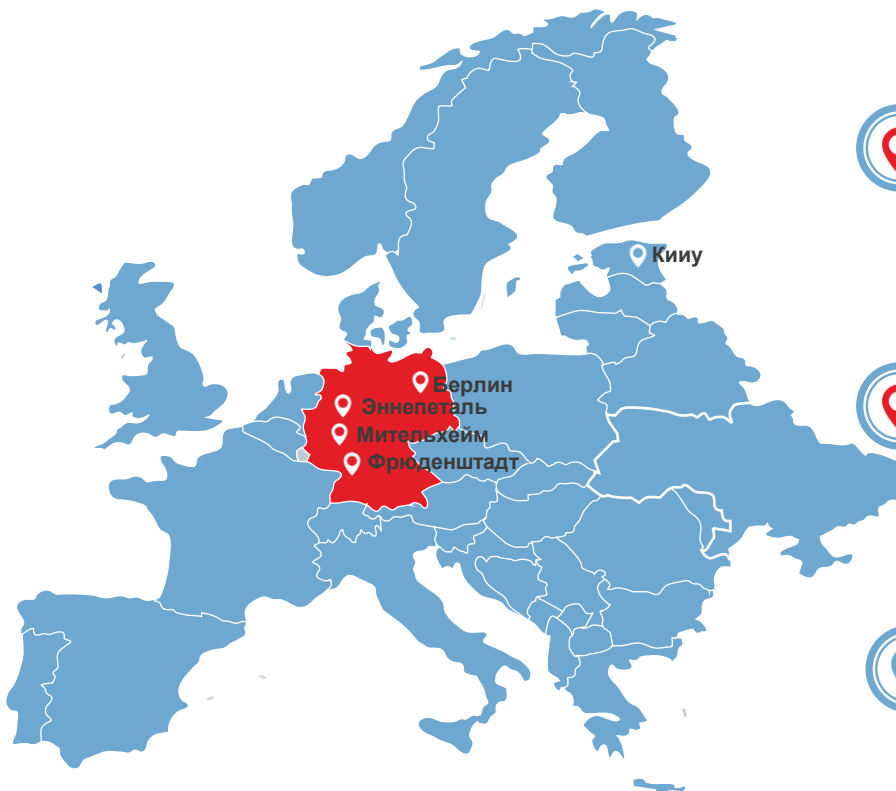 Кииу
Берлин
Эннепеталь
Мительхейм
Фрюденштадт